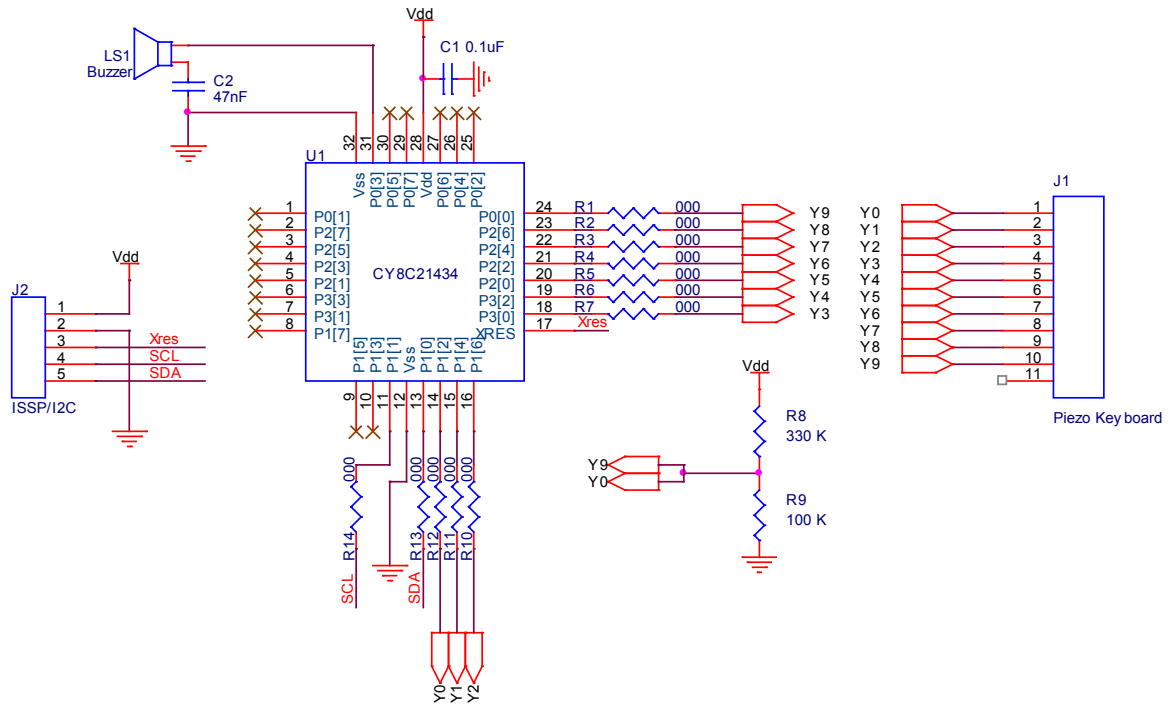 Vdd
C1 0.1uF
LS1
Buzzer
C2
47nF
32
31
30
29
28
27
26
25
U1
Vss
P0[3]
P0[5]
P0[7]
Vdd
P0[6]
P0[4]
P0[2]
1 P0[1]
2 P2[7]
3 P2[5]
4 P2[3]
5 P2[1]
6 P3[3]
7 P3[1]
8 P1[7]
CY8C21434
P0[0] 24 R1 000 Y9
P2[6] 23 R2 000 Y8
P2[4] 22 R3 000 Y7
P2[2] 21 R4 000 Y6
P2[0] 20 R5 000 Y5
P3[2] 19 R6 000 Y4
P3[0] 18 R7 000 Y3
XRES 17 Xres
P1[5]
P1[3]
P1[1]
Vss
P1[0]
P1[2]
P1[4]
P1[6]
9
10
11
12
13
14
15
16
000
000
000
000
000
R14
R13
R12
R11
R10
SCL
SDA
Y0
Y1
Y2
Vdd
J2
1
2
3 Xres
4 SCL
5 SDA
ISSP/I2C
J1
Y0 1
Y1 2
Y2 3
Y3 4
Y4 5
Y5 6
Y6 7
Y7 8
Y8 9
Y9 10
11
Piezo Keyboard
Vdd
R8
330 K
Y9
Y0
R9
100 K